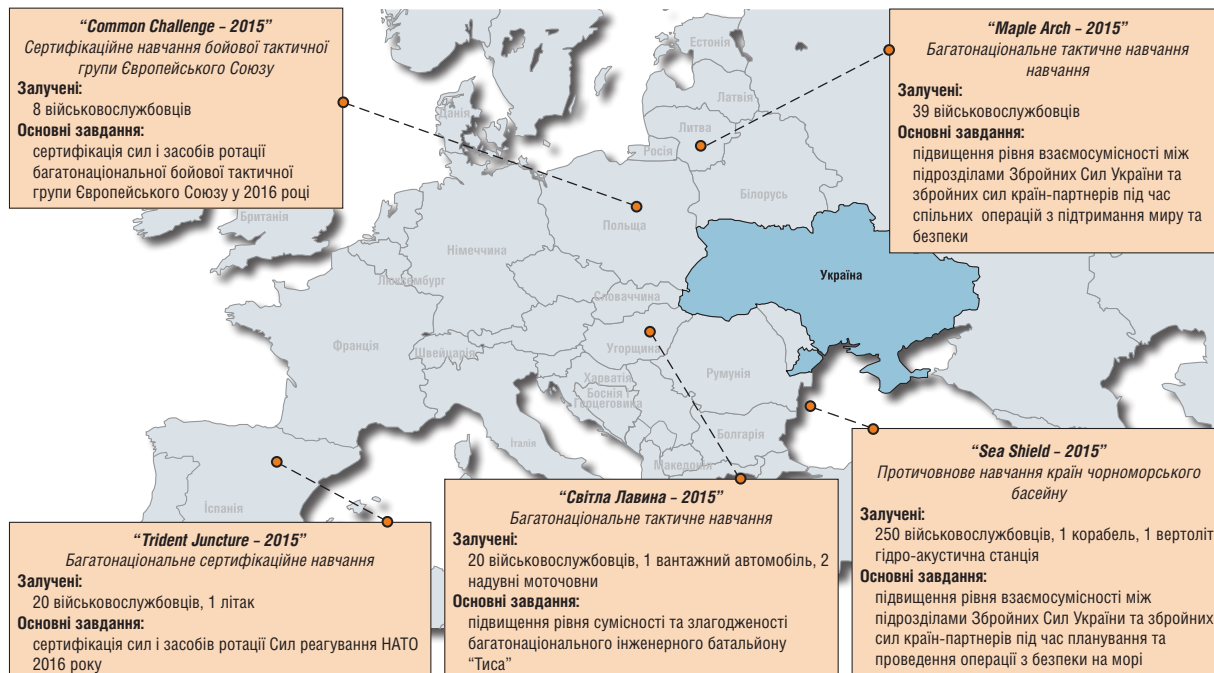 “Common Challenge – 2015”
Сертифікаційне навчання бойової тактичної
групи Європейського Союзу
Залучені:
8 військовослужбовців
Основні завдання:
сертифікація сил і засобів ротації
багатонаціональної бойової тактичної
групи Європейського Союзу у 2016 році
“Maple Arch – 2015”
Багатонаціональне тактичне навчання
навчання
Залучені:
39 військовослужбовців
Основні завдання:
підвищення рівня взаємосумісності між
підрозділами Збройних Сил України та
збройних сил країн-партнерів під час
спільних операцій з підтримання миру та
безпеки
Естонія
Латвія
Данія
Литва
Росія
Білорусь
Британія
Польща
Німеччина
Україна
Люксембург
Словаччина
Франція
Швейцарія
Угорщина
Румунія
Хорватія
Боснія і
Герцеговина
Італія
Болгарія
Македонія
Іспанія
“Trident Juncture – 2015”
Багатонаціональне сертифікаційне навчання
Залучені:
20 військовослужбовців, 1 літак
Основні завдання:
сертифікація сил і засобів ротації Сил реагування НАТО
2016 року
“Світла Лавина – 2015”
Багатонаціональне тактичне навчання
Залучені:
20 військовослужбовців, 1 вантажний автомобіль, 2
надувні моточовни
Основні завдання:
підвищення рівня сумісності та злагодженості
багатонаціонального інженерного батальйону
“Тиса”
“Sea Shield – 2015”
Протичовнове навчання країн чорноморського
басейну
Залучені:
250 військовослужбовців, 1 корабель, 1 вертоліт
гідро-акустична станція
Основні завдання:
підвищення рівня взаємосумісності між
підрозділами Збройних Сил України та збройних
сил країн-партнерів під час планування та
проведення операції з безпеки на морі